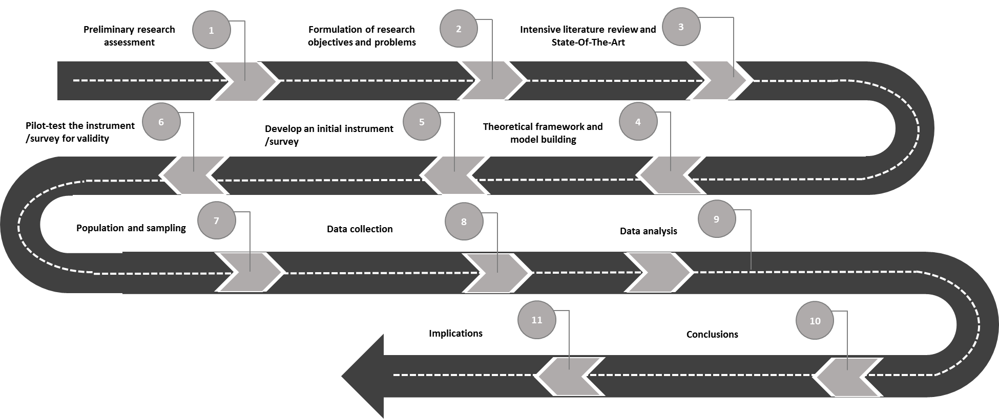 Preliminary research
assessment
1
Formulation of research
objectives and problems
2
Intensive literature review and
State-Of-The-Art
3
Theoretical framework and
model building
4
Develop an initial instrument
/survey
5
Pilot-test the instrument
/survey for validity
6
Population and sampling
7
Data collection
8
Data analysis
9
Conclusions
10
Implications
11